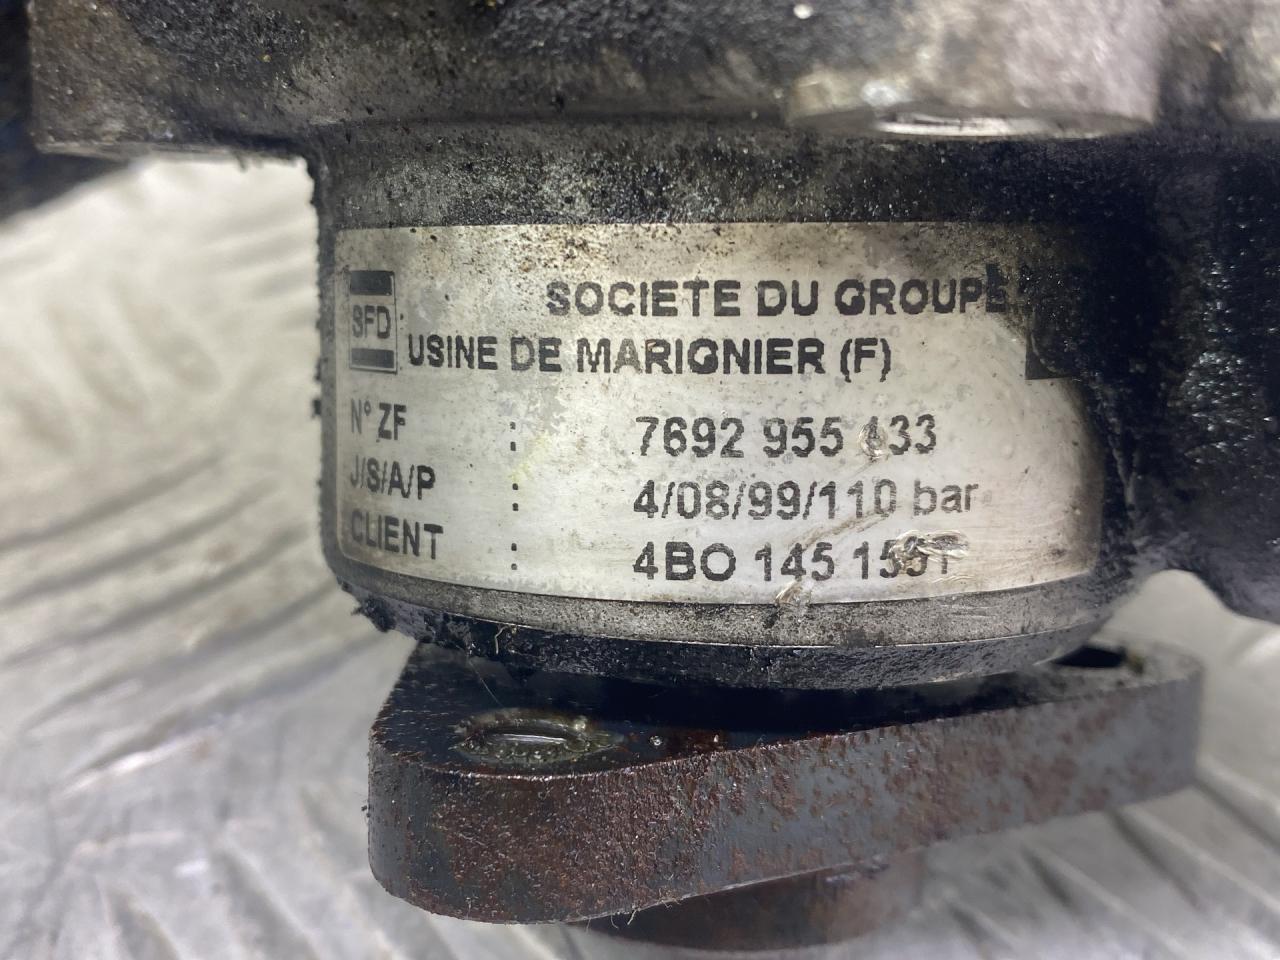 SOCIETE DU GROUPE
SFD
USINE DE MARIGNIER (F)
N° ZF : 7692 955
J/S/A/P : 4/08/99/110 bar
CLIENT : 4BO 145